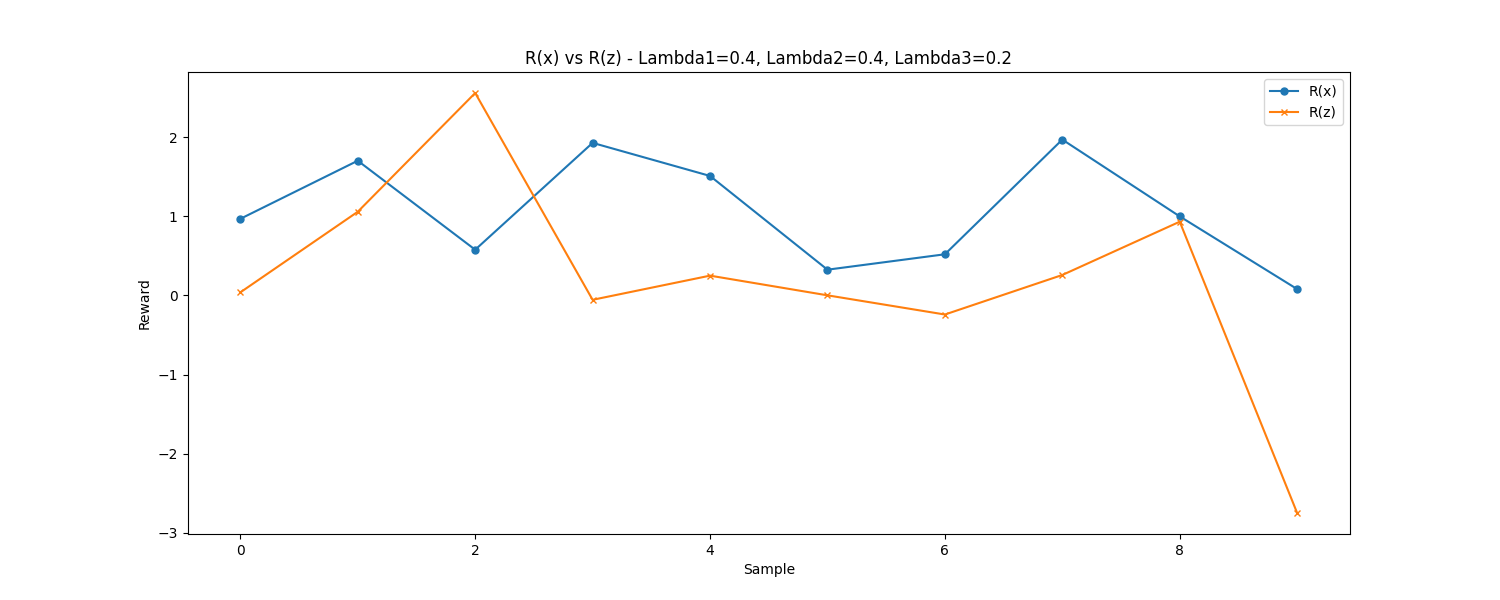 R(x) vs R(z) - Lambda1=0.4, Lambda2=0.4, Lambda3=0.2
R(x)
R(z)
2
1
0
−1
−2
−3
Reward
0 2 4 6 8
Sample